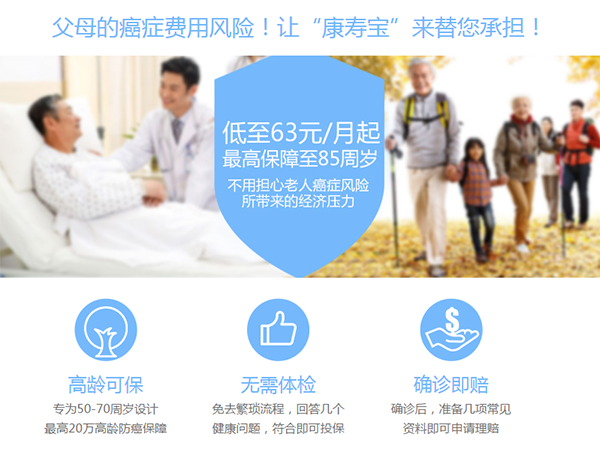 父母的癌症费用风险！让“康寿宝”来替您承担！
低至63元/月起
最高保障至85周岁
不用担心老人癌症风险
所带来的经济压力
高龄可保
专为50-70周岁设计
最高20万高龄防癌保障
无需体检
免去繁琐流程，回答几个
健康问题，符合即可投保
$
确诊即赔
确诊后，准备几项常见
资料即可申请理赔